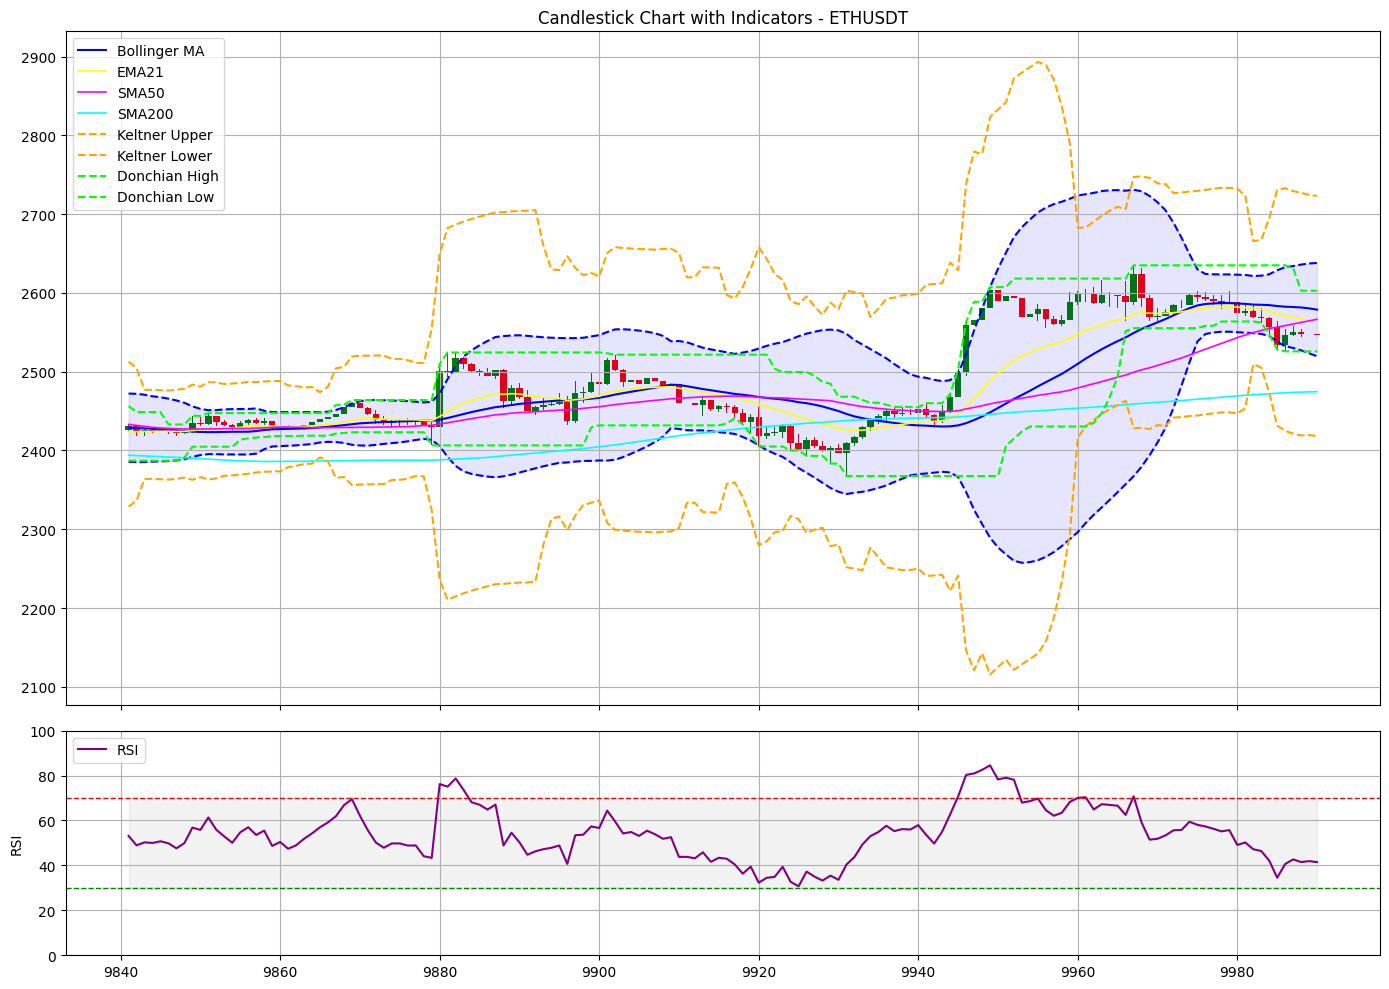 Candlestick Chart with Indicators - ETHUSDT
Bollinger MA
EMA21
SMA50
SMA200
Keltner Upper
Keltner Lower
Donchian High
Donchian Low
2900
2800
2700
2600
2500
2400
2300
2200
2100
RSI
RSI
100
80
60
40
20
0
9840 9860 9880 9900 9920 9940 9960 9980